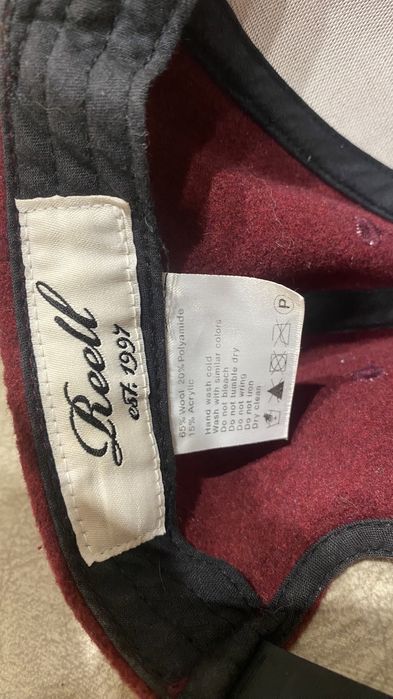 Reell
est. 1997
65% Wool 20% Polyamide
15% Acrylic
Hand wash cold
Wash with similar colors
Do not bleach
Do not tumble dry
Do not wring
Do not iron
Dry clean
P